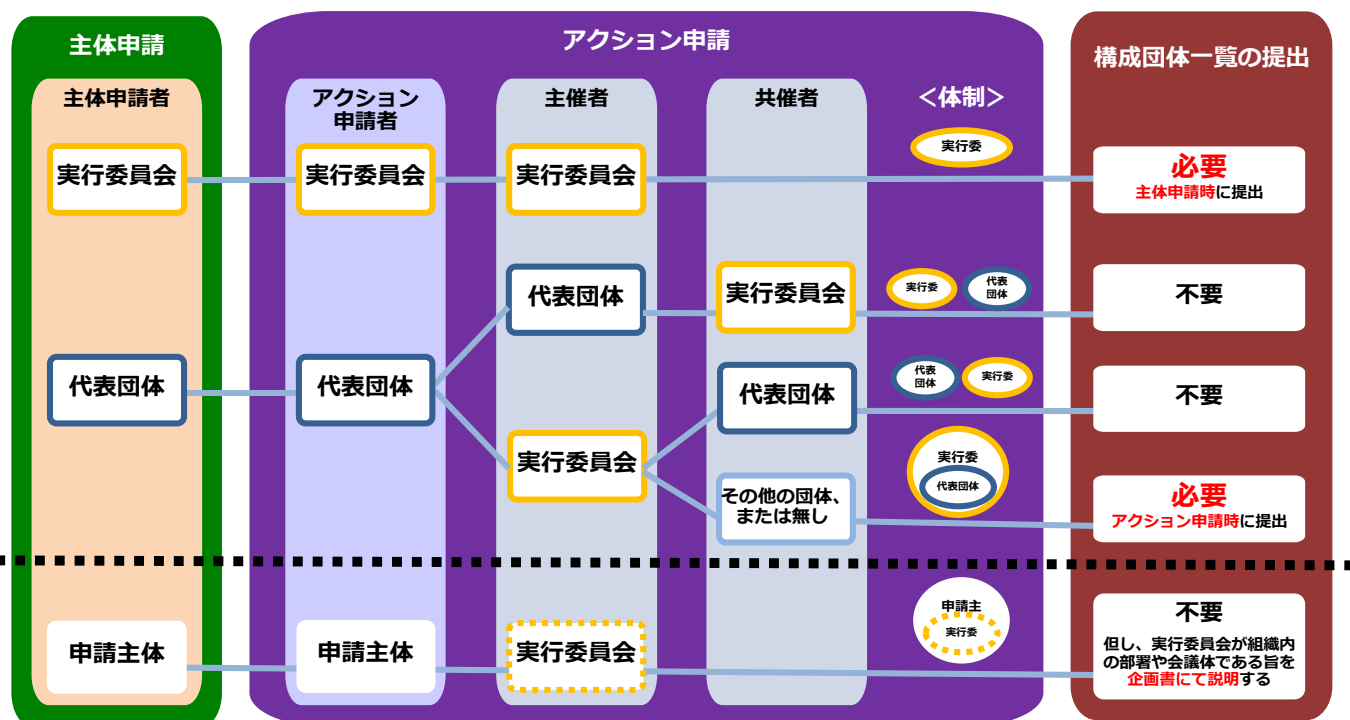 主体申請
アクション申請
構成団体一覧の提出
主体申請者
アクション
申請者
主催者
共催者
＜体制＞
実行委員会
実行委員会
実行委員会
実行委
必要
主体申請時に提出
代表団体
実行委員会
実行委
代表
団体
不要
代表団体
代表団体
代表団体
代表
団体
実行委
不要
実行委員会
実行委
代表団体
その他の団体、
または無し
必要
アクション申請時に提出
申請主体
申請主体
実行委員会
申請主
実行委
不要
但し、実行委員会が組織内
の部署や会議体である旨を
企画書にて説明する